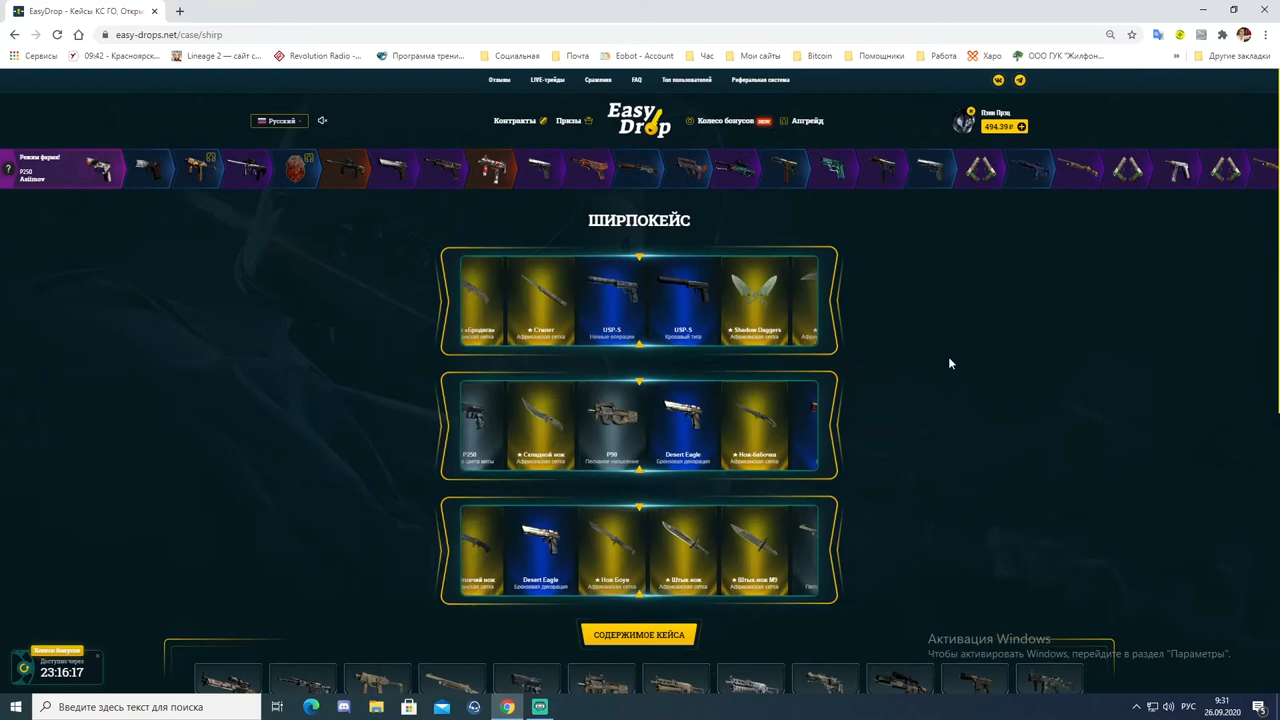 EasyDrop - Кейсы КС ГО, Откры
easy-drops.net/case/shirp
Сервисы
09:42 - Красноярск...
Lineage 2 — сайт с...
Revolution Radio -...
Программа трени...
Социальная
Почта
Eobot - Account
Час
Мои сайты
Bitcoin
Помощники
Работа
Харо
ООО ГУК "Жилфон...
»
Другие закладки
Отзывы
LIVE-трейды
Сражения
FAQ
Топ пользователей
Реферальная система
Русский
Контракты
Призы
Easy Drop
Колесо бонусов NEW
Апгрейд
494.39 ₽
?
Режим фарма!
P250
Asiimov
ШИРПОКЕЙС
«Бродяга»
★ Стилет
Африканская сетка
USP-S
Ночные операции
USP-S
Кровавый тигр
★ Shadow Daggers
Африканская сетка
P250
★ Складной нож
Африканская сетка
P90
Песчаное напыление
Desert Eagle
Бронзовая декорация
★ Нож-бабочка
Африканская сетка
Desert Eagle
Бронзовая декорация
★ Нож Боуи
Африканская сетка
★ Штык-нож
Африканская сетка
★ Штык-нож M9
Африканская сетка
СОДЕРЖИМОЕ КЕЙСА
Колесо бонусов
Доступно через
23:16:17
Активация Windows
Чтобы активировать Windows, перейдите в раздел "Параметры".
Введите здесь текст для поиска
РУС
9:31
26.09.2020
5